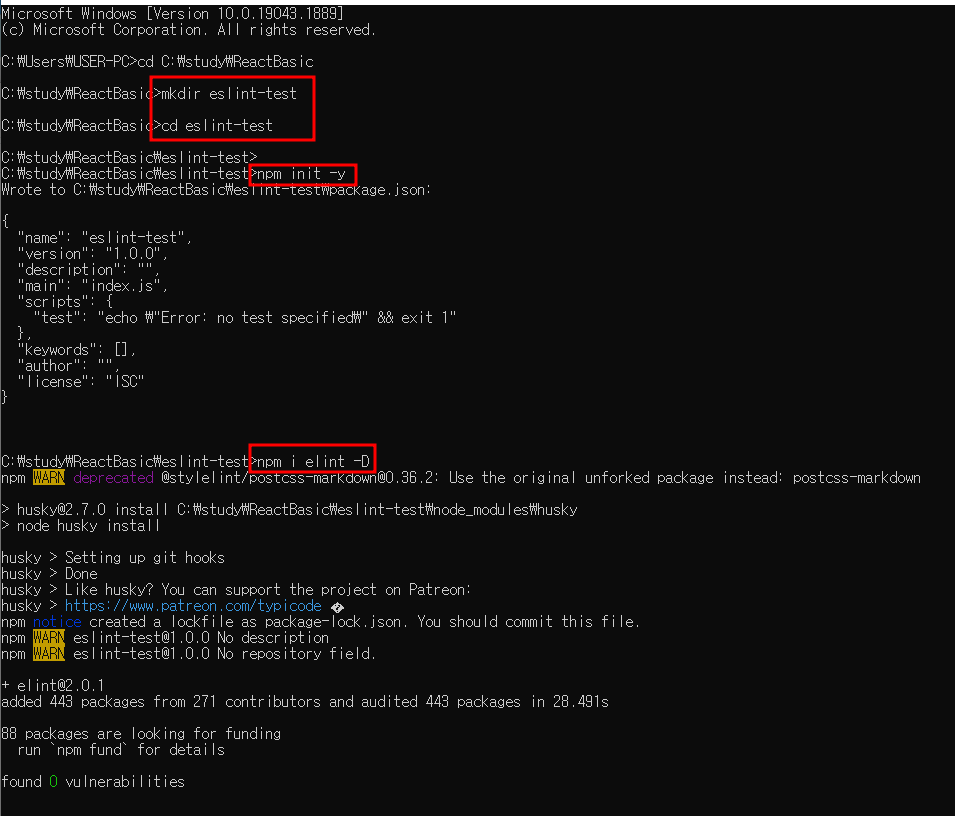 Microsoft Windows [Version 10.0.19043.1889]
(c) Microsoft Corporation. All rights reserved.
C:₩Users₩USER-PC>cd C:₩study₩ReactBasic
C:₩study₩ReactBasic>mkdir eslint-test
C:₩study₩ReactBasic>cd eslint-test
C:₩study₩ReactBasic₩eslint-test>
C:₩study₩ReactBasic₩eslint-test>npm init -y
Wrote to C:₩study₩ReactBasic₩eslint-test₩package.json:
{
  "name": "eslint-test",
  "version": "1.0.0",
  "description": "",
  "main": "index.js",
  "scripts": {
    "test": "echo ₩"Error: no test specified₩" && exit 1"
  },
  "keywords": [],
  "author": "",
  "license": "ISC"
}
C:₩study₩ReactBasic₩eslint-test>npm i elint -D
npm WARN deprecated @stylelint/postcss-markdown@0.36.2: Use the original unforked package instead: postcss-markdown
> husky@2.7.0 install C:₩study₩ReactBasic₩eslint-test₩node_modules₩husky
> node husky install
husky > Setting up git hooks
husky > Done
husky > Like husky? You can support the project on Patreon:
husky > https://www.patreon.com/typicode �
npm notice created a lockfile as package-lock.json. You should commit this file.
npm WARN eslint-test@1.0.0 No description
npm WARN eslint-test@1.0.0 No repository field.
+ elint@2.0.1
added 443 packages from 271 contributors and audited 443 packages in 28.491s
88 packages are looking for funding
  run `npm fund` for details
found 0 vulnerabilities